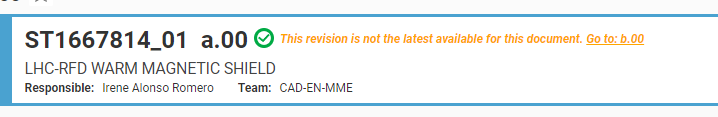 ST1667814_01 a.00 This revision is not the latest available for this document. Go to: b.00
LHC-RFD WARM MAGNETIC SHIELD
Responsible: Irene Alonso Romero Team: CAD-EN-MME